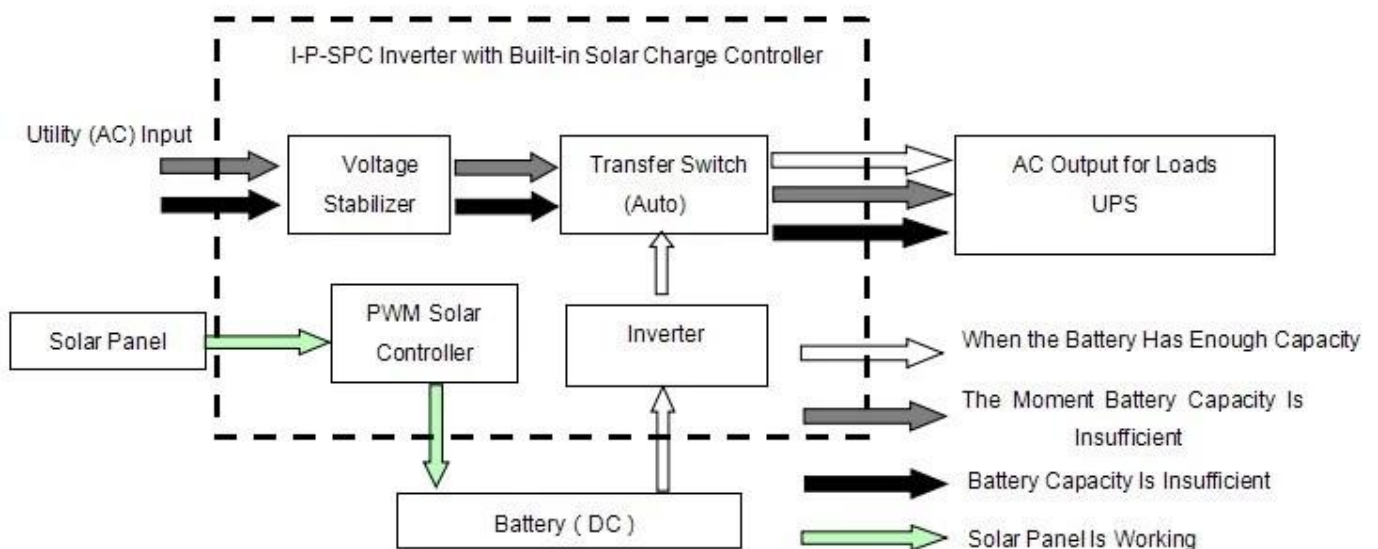 I-P-SPC Inverter with Built-in Solar Charge Controller
Utility (AC) Input
Voltage
Stabilizer
Transfer Switch
(Auto)
AC Output for Loads
UPS
Solar Panel
PWM Solar
Controller
Inverter
Battery ( DC )
When the Battery Has Enough Capacity
The Moment Battery Capacity Is
Insufficient
Battery Capacity Is Insufficient
Solar Panel Is Working